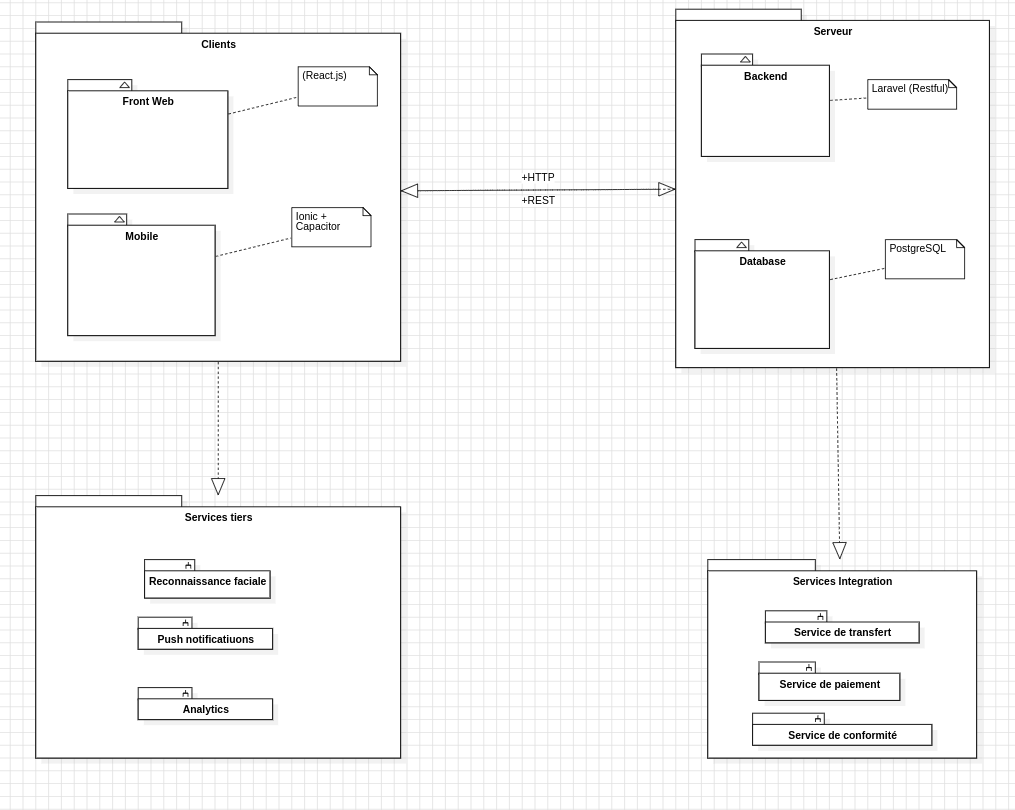 Clients
Front Web
(React.js)
Mobile
Ionic +
Capacitor
+HTTP
+REST
Serveur
Backend
Laravel (Restful)
Database
PostgreSQL
Services tiers
Reconnaissance faciale
Push notificatiuons
Analytics
Services Integration
Service de transfert
Service de paiement
Service de conformité